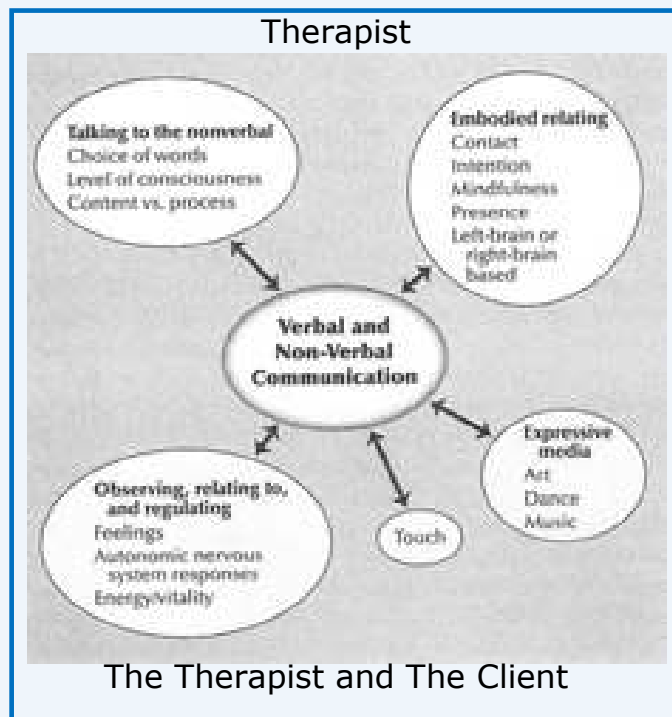 Therapist
Talking to the nonverbal
Choice of words
Level of consciousness
Content vs. process
Embodied relating
Contact
Intention
Mindfulness
Presence
Left-brain or
right-brain
based
Verbal and
Non-Verbal
Communication
Expressive
media
Art
Dance
Music
Touch
Observing, relating to,
and regulating
Feelings
Autonomic nervous
system responses
Energy/vitality
The Therapist and The Client